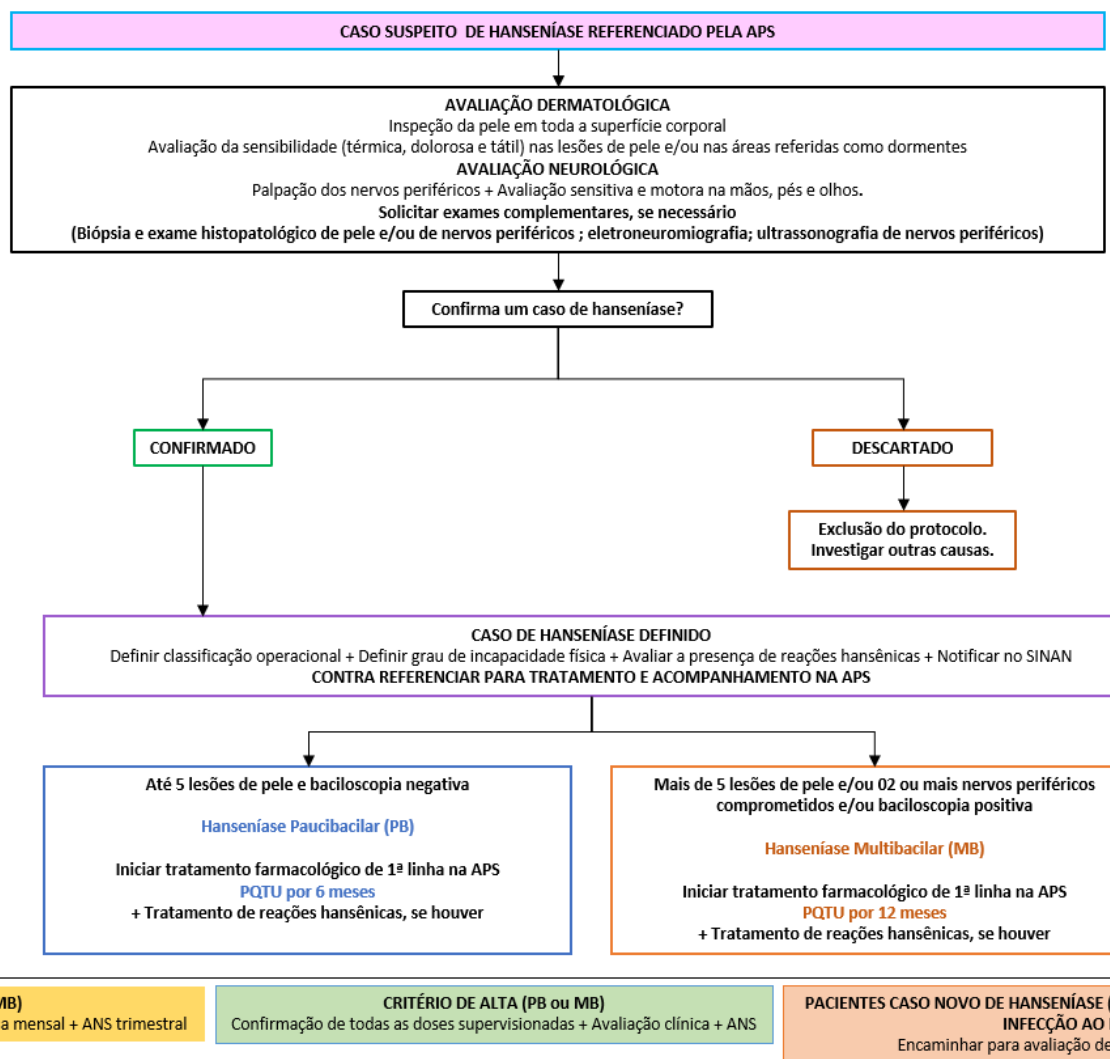 CASO SUSPEITO DE HANSENÍASE REFERENCIADO PELA APS
AVALIAÇÃO DERMATOLÓGICA
Inspeção da pele em toda a superfície corporal
Avaliação da sensibilidade (térmica, dolorosa e tátil) nas lesões de pele e/ou nas áreas referidas como dormentes
AVALIAÇÃO NEUROLÓGICA
Palpação dos nervos periféricos + Avaliação sensitiva e motora na mãos, pés e olhos.
Solicitar exames complementares, se necessário
(Biópsia e exame histopatológico de pele e/ou de nervos periféricos ; eletroneuromiografia; ultrassonografia de nervos periféricos)
Confirma um caso de hanseníase?
CONFIRMADO
DESCARTADO
Exclusão do protocolo.
Investigar outras causas.
CASO DE HANSENÍASE DEFINIDO
Definir classificação operacional + Definir grau de incapacidade física + Avaliar a presença de reações hansênicas + Notificar no SINAN
CONTRA REFERENCIAR PARA TRATAMENTO E ACOMPANHAMENTO NA APS
Até 5 lesões de pele e baciloscopia negativa
Hanseníase Paucibacilar (PB)
Iniciar tratamento farmacológico de 1ª linha na APS
PQTU por 6 meses
+ Tratamento de reações hansênicas, se houver
Mais de 5 lesões de pele e/ou 02 ou mais nervos periféricos
comprometidos e/ou baciloscopia positiva
Hanseníase Multibacilar (MB)
Iniciar tratamento farmacológico de 1ª linha na APS
PQTU por 12 meses
+ Tratamento de reações hansênicas, se houver
MB)
a mensal + ANS trimestral
CRITÉRIO DE ALTA (PB ou MB)
Confirmação de todas as doses supervisionadas + Avaliação clínica + ANS
PACIENTES CASO NOVO DE HANSENÍASE (
INFECÇÃO AO
Encaminhar para avaliação de